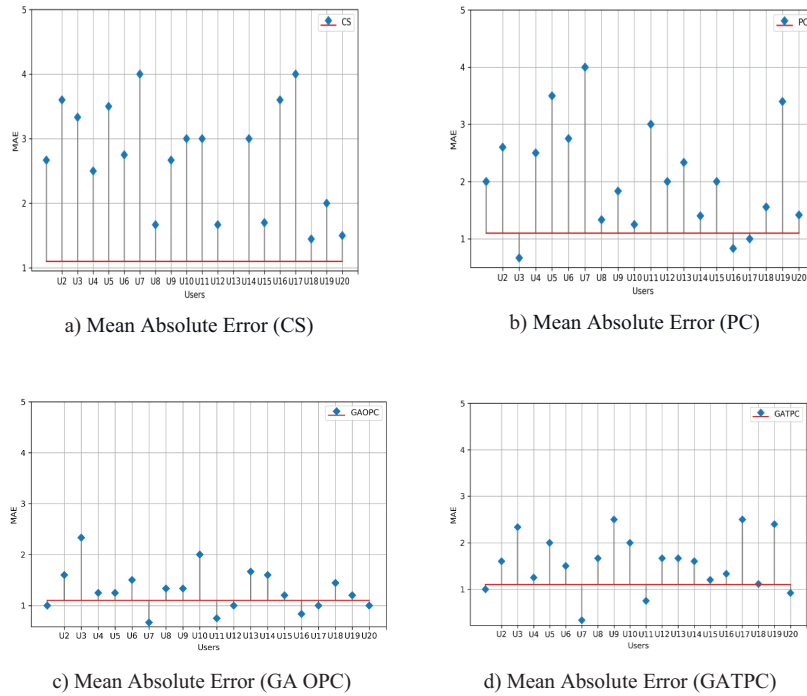 5
4
3
2
1
MAE
CS
U2 U3 U4 U5 U6 U7 U8 U9 U10 U11 U12 U13 U14 U15 U16 U17 U18 U19 U20
Users
a) Mean Absolute Error (CS)
5
4
3
2
1
MAE
PC
U2 U3 U4 U5 U6 U7 U8 U9 U10 U11 U12 U13 U14 U15 U16 U17 U18 U19 U20
Users
b) Mean Absolute Error (PC)
5
4
3
2
1
MAE
GAOPC
U2 U3 U4 U5 U6 U7 U8 U9 U10 U11 U12 U13 U14 U15 U16 U17 U18 U19 U20
Users
c) Mean Absolute Error (GA OPC)
5
4
3
2
1
MAE
GATPC
U2 U3 U4 U5 U6 U7 U8 U9 U10 U11 U12 U13 U14 U15 U16 U17 U18 U19 U20
Users
d) Mean Absolute Error (GATPC)